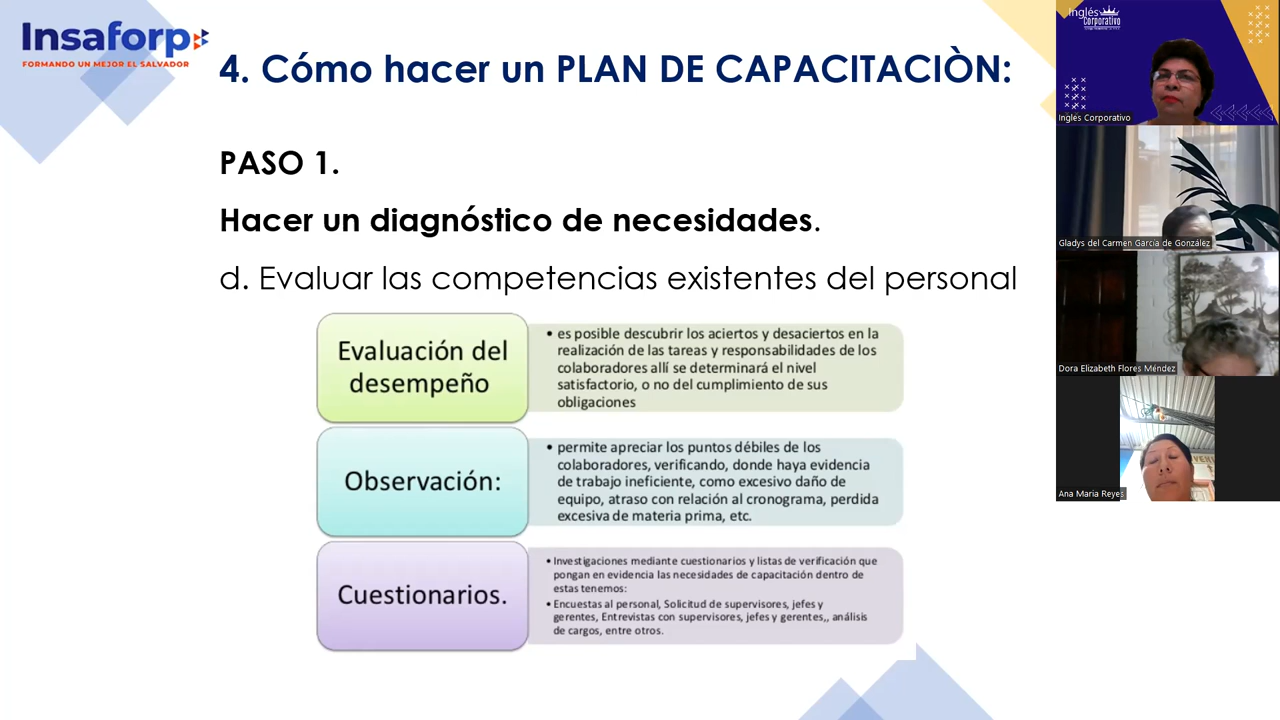 Insaforp
FORMANDO UN MEJOR EL SALVADOR
4. Cómo hacer un PLAN DE CAPACITACIÒN:
PASO 1.
Hacer un diagnóstico de necesidades.
d. Evaluar las competencias existentes del personal
Evaluación del
desempeño
• es posible descubrir los aciertos y desaciertos en la
realización de las tareas y responsabilidades de los
colaboradores allí se determinará el nivel
satisfactorio, o no del cumplimiento de sus
obligaciones
Observación:
• permite apreciar los puntos débiles de los
colaboradores, verificando, donde haya evidencia
de trabajo ineficiente, como excesivo daño de
equipo, atraso con relación al cronograma, perdida
excesiva de materia prima, etc.
Cuestionarios.
• Investigaciones mediante cuestionarios y listas de verificación que
pongan en evidencia las necesidades de capacitación dentro de
estas tenemos:
• Encuestas al personal, Solicitud de supervisores, jefes y
gerentes, Entrevistas con supervisores, jefes y gerentes,, análisis
de cargos, entre otros.
Inglés
Corporativo
Inglés Corporativo
Gladys del Carmen García de González
Dora Elizabeth Flores Méndez
Ana Maria Reyes